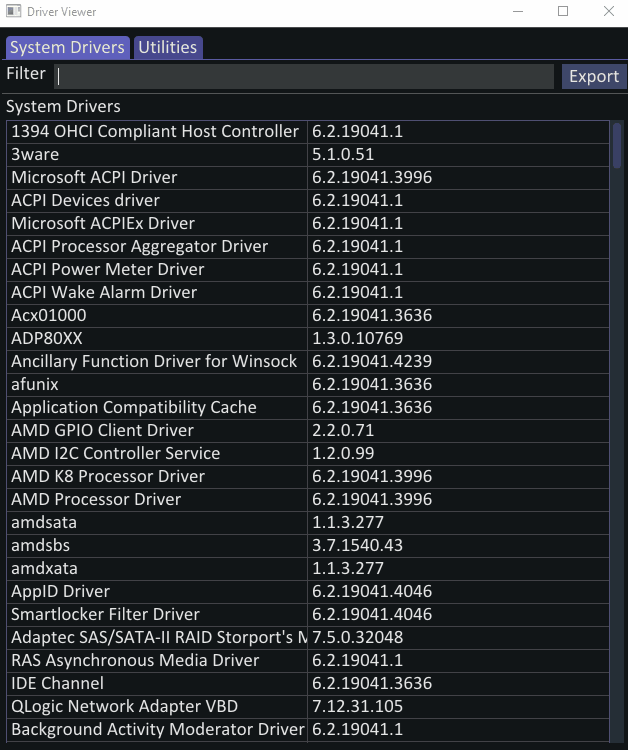 Driver Viewer
System Drivers Utilities
Filter Export
System Drivers
1394 OHCI Compliant Host Controller 6.2.19041.1
3ware 5.1.0.51
Microsoft ACPI Driver 6.2.19041.3996
ACPI Devices driver 6.2.19041.1
Microsoft ACPIEx Driver 6.2.19041.1
ACPI Processor Aggregator Driver 6.2.19041.1
ACPI Power Meter Driver 6.2.19041.1
ACPI Wake Alarm Driver 6.2.19041.1
Acx01000 6.2.19041.3636
ADP80XX 1.3.0.10769
Ancillary Function Driver for Winsock 6.2.19041.4239
afunix 6.2.19041.3636
Application Compatibility Cache 6.2.19041.3636
AMD GPIO Client Driver 2.2.0.71
AMD I2C Controller Service 1.2.0.99
AMD K8 Processor Driver 6.2.19041.3996
AMD Processor Driver 6.2.19041.3996
amdsata 1.1.3.277
amdsbs 3.7.1540.43
amdxata 1.1.3.277
AppID Driver 6.2.19041.4046
Smartlocker Filter Driver 6.2.19041.4046
Adaptec SAS/SATA-II RAID Storport's M 7.5.0.32048
RAS Asynchronous Media Driver 6.2.19041.1
IDE Channel 6.2.19041.3636
QLogic Network Adapter VBD 7.12.31.105
Background Activity Moderator Driver 6.2.19041.1